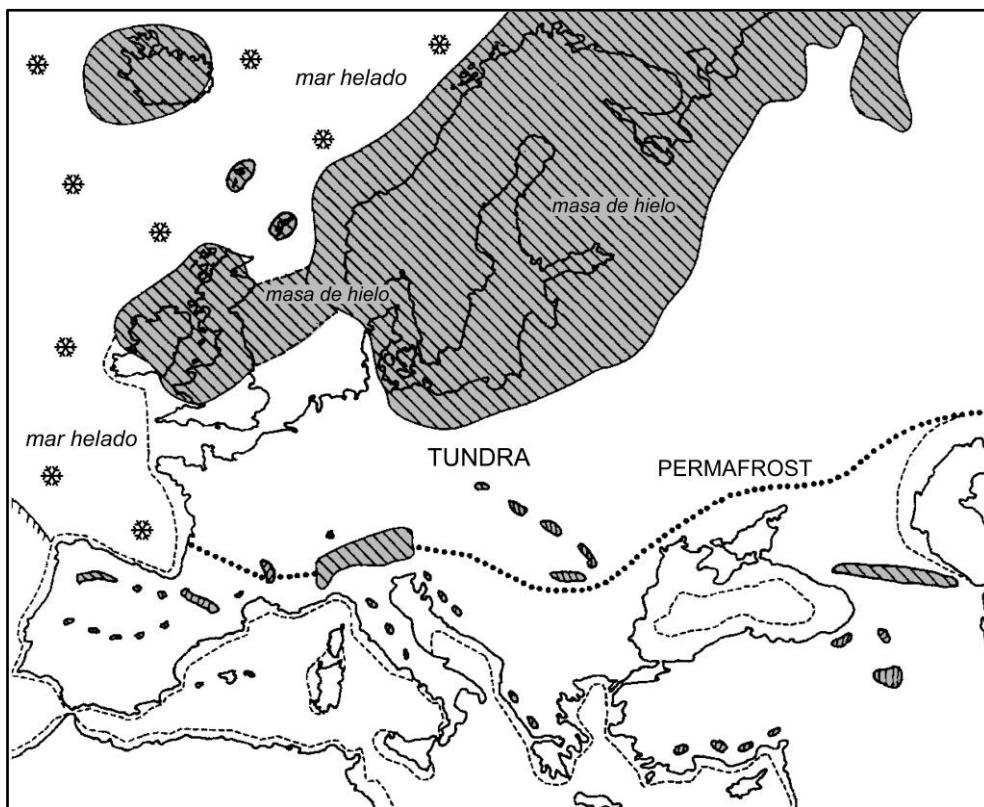 mar helado
masa de hielo
masa de hielo
mar helado
TUNDRA
PERMAFROST